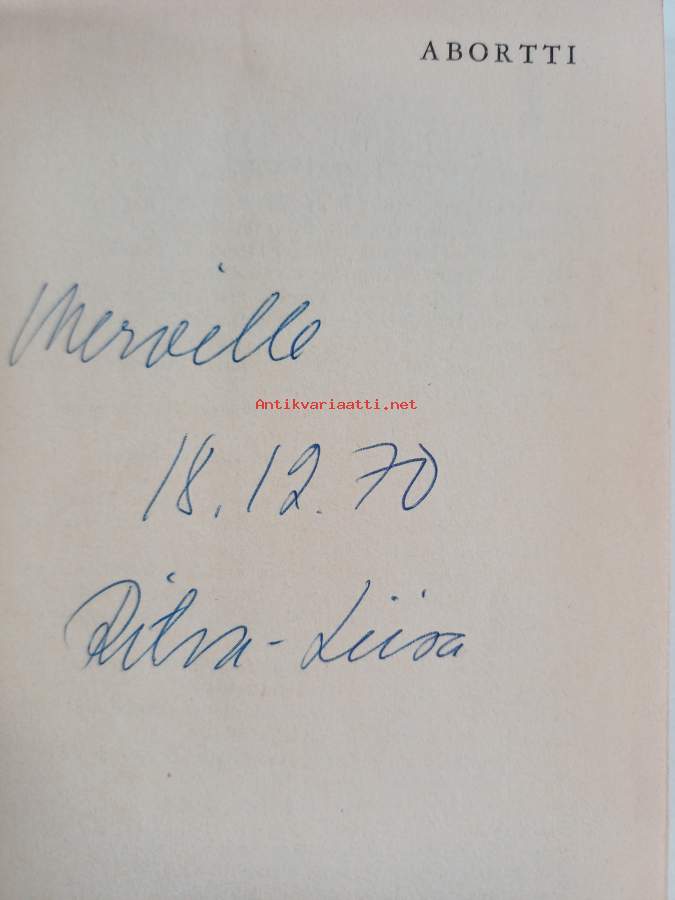 ABORTTI
Merville
Antikvariaatti.net
18.12.70
Ritva-Liisa